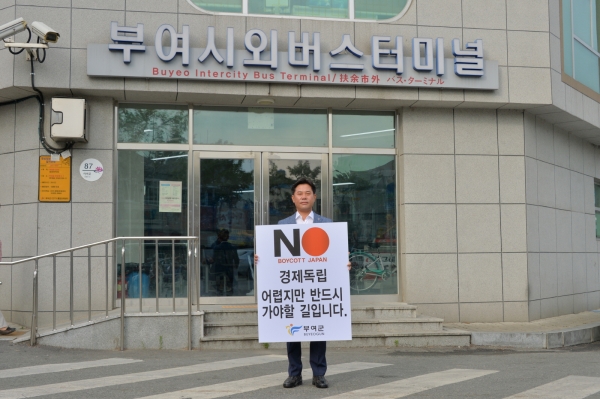 부여시외버스터미널
Buyeo Intercity Bus Terminal/扶余市外 バス・ターミナル
87
NO
BOYCOTT JAPAN
경제독립
어렵지만 반드시
가야할 길입니다.
부여군